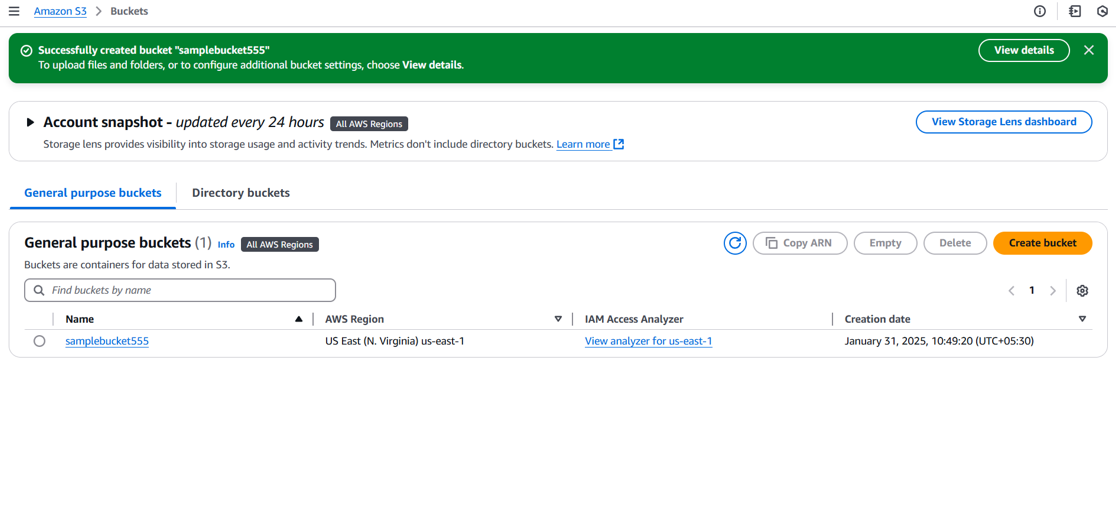 Amazon S3 > Buckets
Successfully created bucket "samplebucket555"
To upload files and folders, or to configure additional bucket settings, choose View details.
View details
Account snapshot - updated every 24 hours All AWS Regions
View Storage Lens dashboard
Storage lens provides visibility into storage usage and activity trends. Metrics don't include directory buckets. Learn more
General purpose buckets Directory buckets
General purpose buckets (1) Info All AWS Regions
Copy ARN Empty Delete Create bucket
Buckets are containers for data stored in S3.
Find buckets by name
1
Name AWS Region IAM Access Analyzer Creation date
samplebucket555 US East (N. Virginia) us-east-1 View analyzer for us-east-1 January 31, 2025, 10:49:20 (UTC+05:30)